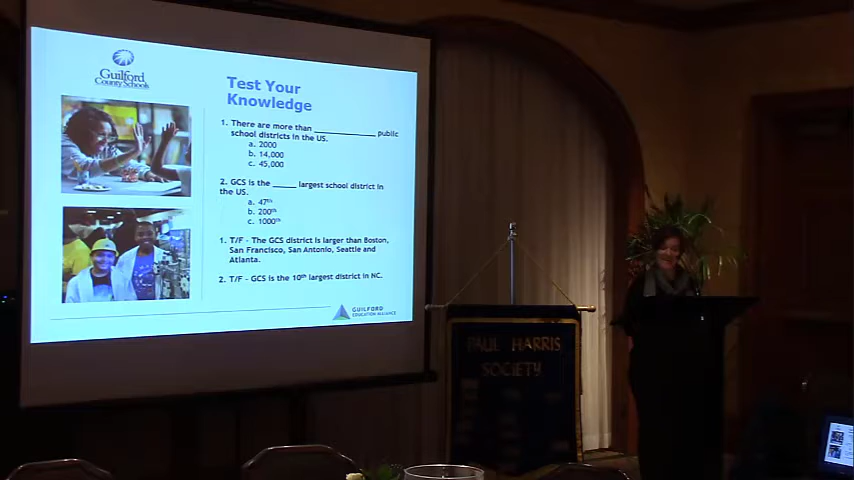 Guilford
County Schools
Test Your
Knowledge
1. There are more than ____________ public
school districts in the US.
a. 2000
b. 14,000
c. 45,000
2. GCS is the _____ largest school district in
the US.
a. 47th
b. 200th
c. 1000th
1. T/F - The GCS district is larger than Boston,
San Francisco, San Antonio, Seattle and
Atlanta.
2. T/F - GCS is the 10th largest district in NC.
GUILFORD
EDUCATION ALLIANCE
PAUL HARRIS
SOCIETY